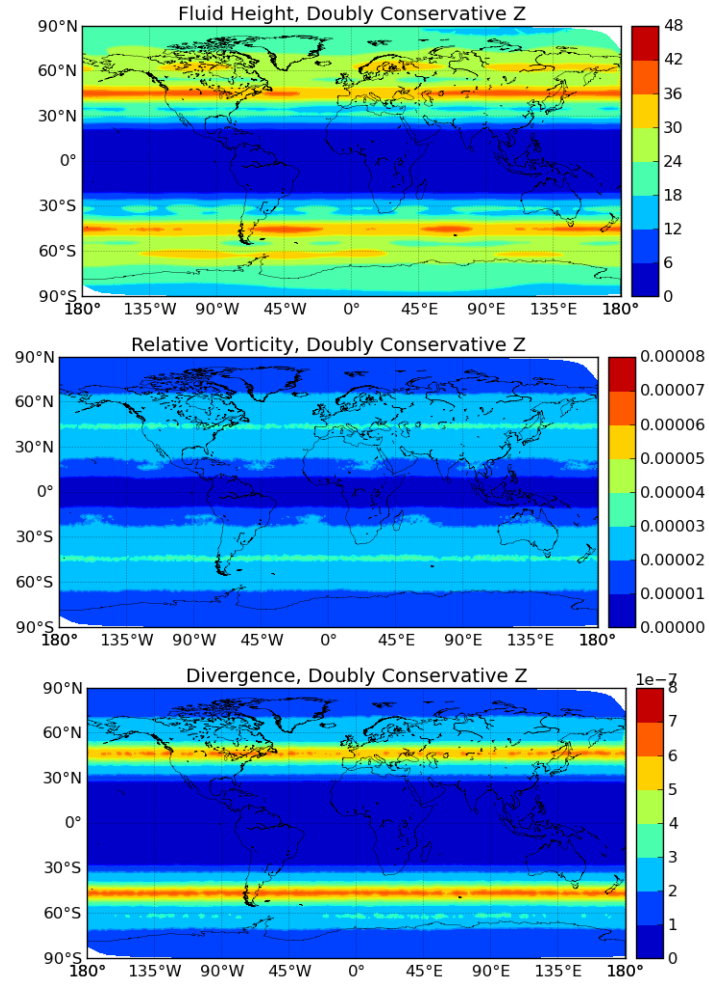 Fluid Height, Doubly Conservative Z
90°N
60°N
30°N
0°
30°S
60°S
90°S
180° 135°W 90°W 45°W 0° 45°E 90°E 135°E 180°
48
42
36
30
24
18
12
6
0
Relative Vorticity, Doubly Conservative Z
90°N
60°N
30°N
0°
30°S
60°S
90°S
180° 135°W 90°W 45°W 0° 45°E 90°E 135°E 180°
0.00008
0.00007
0.00006
0.00005
0.00004
0.00003
0.00002
0.00001
0.00000
Divergence, Doubly Conservative Z
90°N
60°N
30°N
0°
30°S
60°S
90°S
180° 135°W 90°W 45°W 0° 45°E 90°E 135°E 180°
1e−7
8
7
6
5
4
3
2
1
0